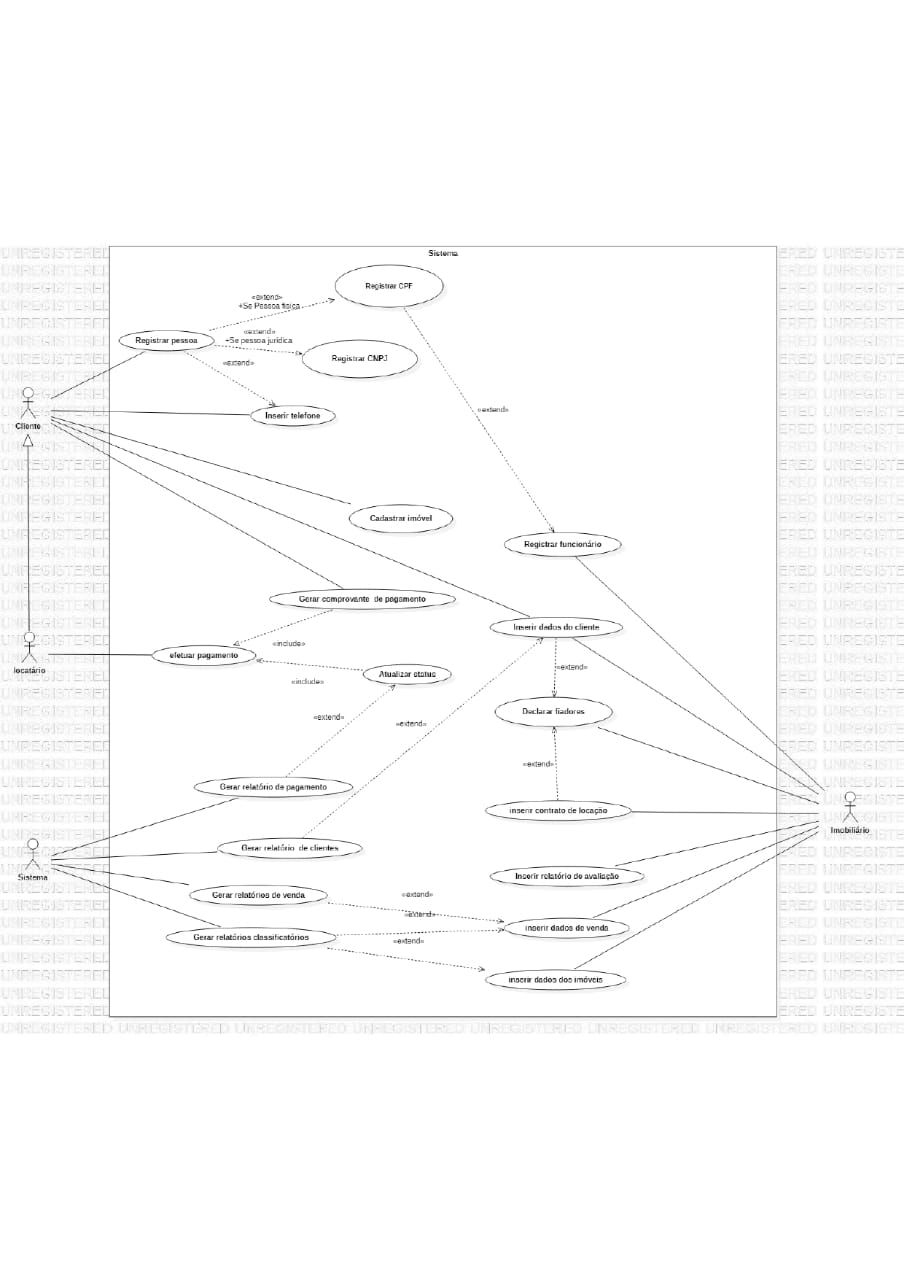 Sistema
Registrar CPF
«extend»
+Se Pessoa física
Registrar pessoa
«extend»
+Se pessoa jurídica
Registrar CNPJ
«extend»
Inserir telefone
«extend»
Cliente
Cadastrar imóvel
Registrar funcionário
Gerar comprovante de pagamento
Inserir dados do cliente
«include»
efetuar pagamento
locatário
«extend»
Atualizar status
«include»
Declarar fiadores
«extend»
«extend»
«extend»
Gerar relatório de pagamento
inserir contrato de locação
Imobiliário
Gerar relatório de clientes
Sistema
Inserir relatório de avaliação
Gerar relatórios de venda
«extend»
«extend»
inserir dados de venda
Gerar relatórios classificatórios
«extend»
inserir dados dos imóveis
UNREGISTERED UNREGISTERED UNREGISTERED UNREGISTERED UNREGISTERED UNREGISTERED UNREGISTERED UNREGISTE